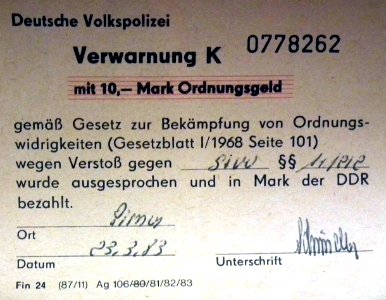 Deutsche Volkspolizei
Verwarnung K 0778262
mit 10,— Mark Ordnungsgeld
gemäß Gesetz zur Bekämpfung von Ordnungs-
widrigkeiten (Gesetzblatt I/1968 Seite 101)
wegen Verstoß gegen §§
wurde ausgesprochen und in Mark der DDR
bezahlt.
Pirna
Ort
23.3.83
Datum Unterschrift
Fin 24 (87/11) Ag 106/80/81/82/83